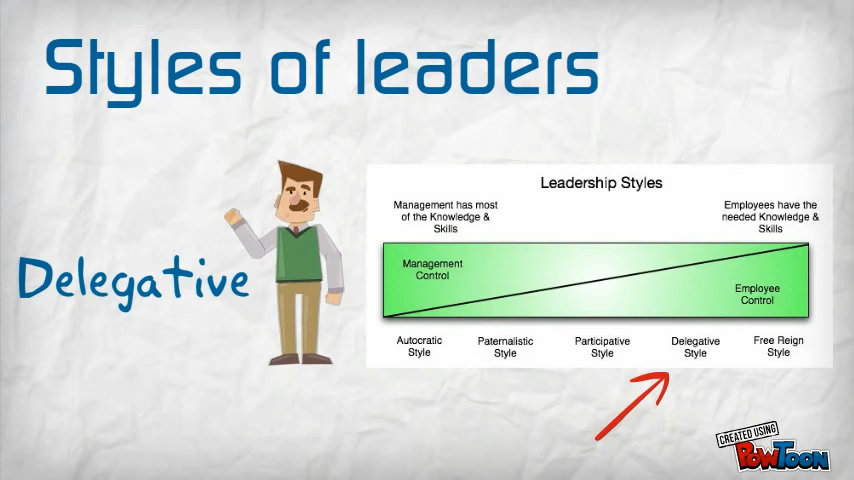 Styles of leaders
Delegative
Leadership Styles
Management has most
of the Knowledge &
Skills
Employees have the
needed Knowledge &
Skills
Management
Control
Employee
Control
Autocratic
Style
Paternalistic
Style
Participative
Style
Delegative
Style
Free Reign
Style
CREATED USING
POWTOON